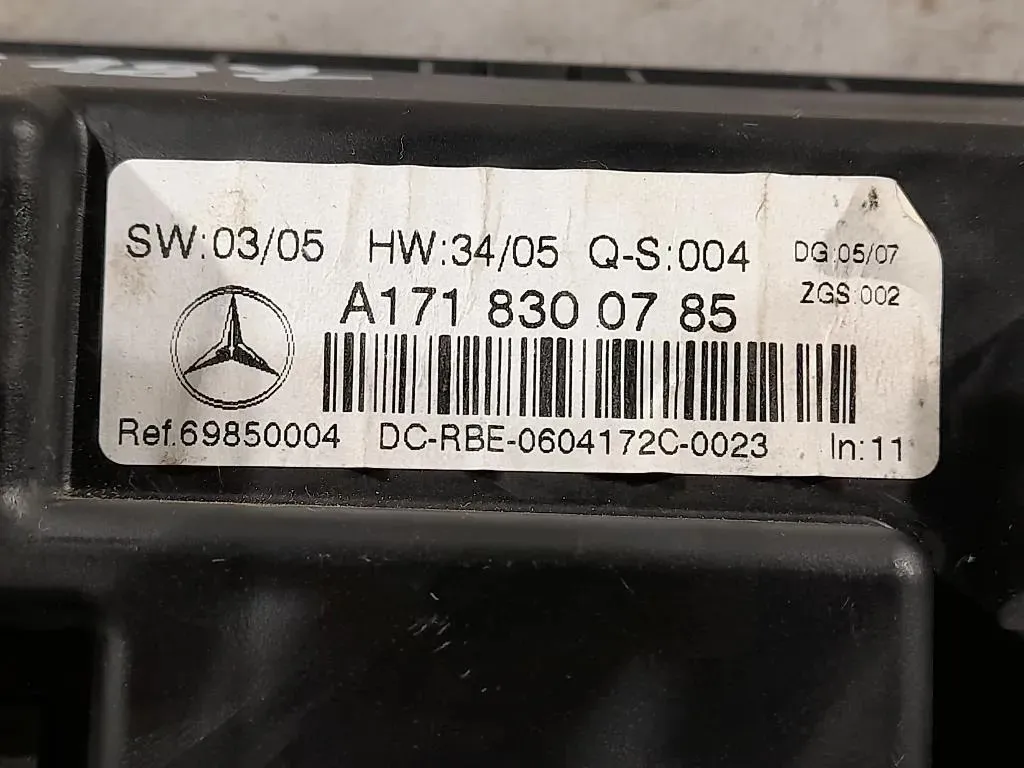 SW:03/05 HW:34/05 Q-S:004 DG:05/07
ZGS:002
A171 830 07 85
Ref.69850004 DC-RBE-0604172C-0023 In:11